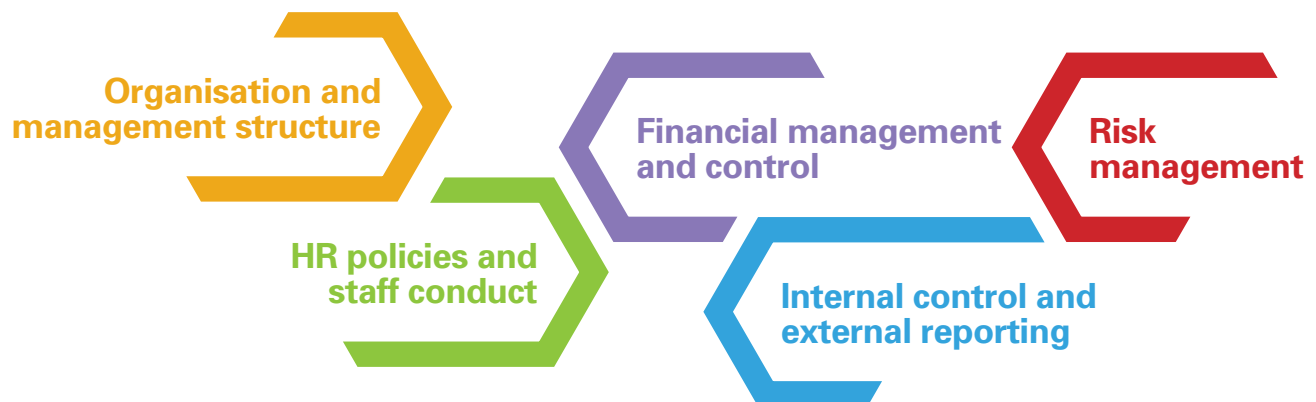 Organisation and
management structure
HR policies and
staff conduct
Financial management
and control
Internal control and
external reporting
Risk
management